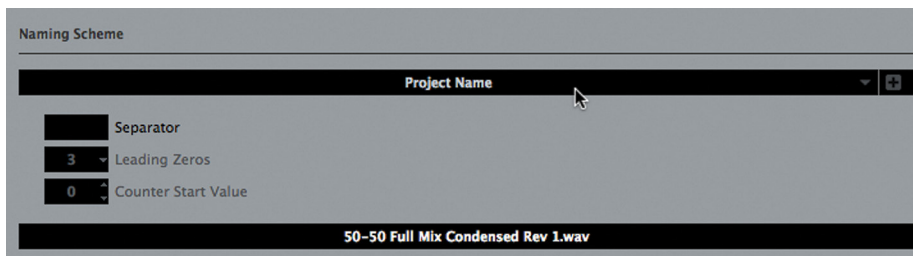 Naming Scheme
Project Name
Separator
3 Leading Zeros
0 Counter Start Value
50-50 Full Mix Condensed Rev 1.wav